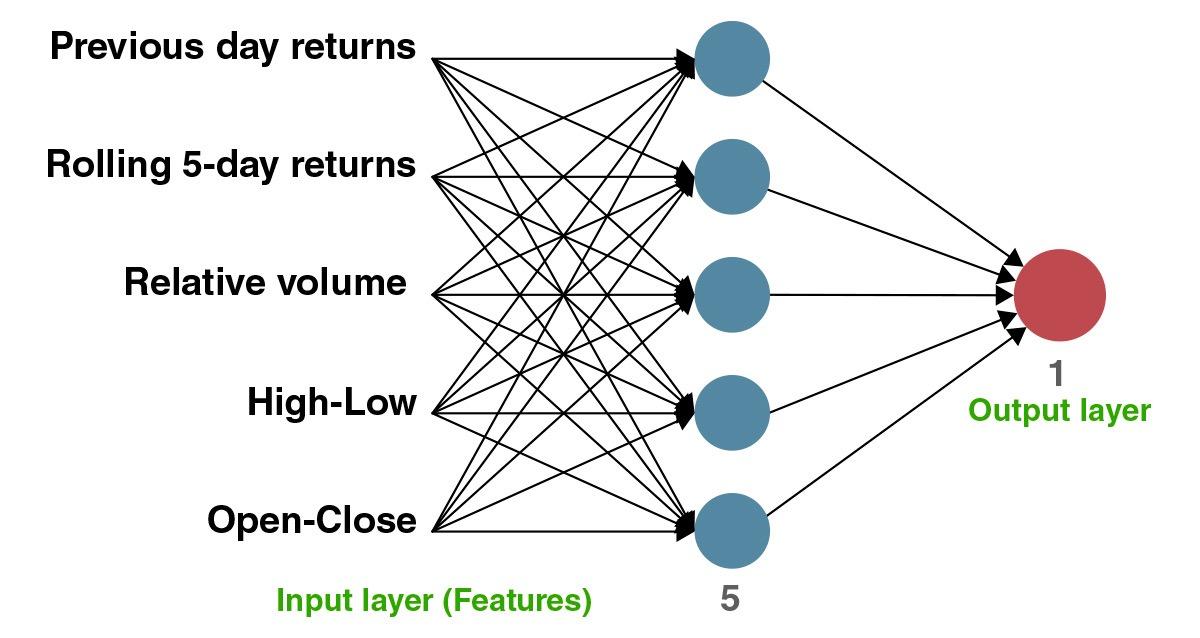 Previous day returns
Rolling 5-day returns
Relative volume
High-Low
Open-Close
1
Output layer
Input layer (Features)
5